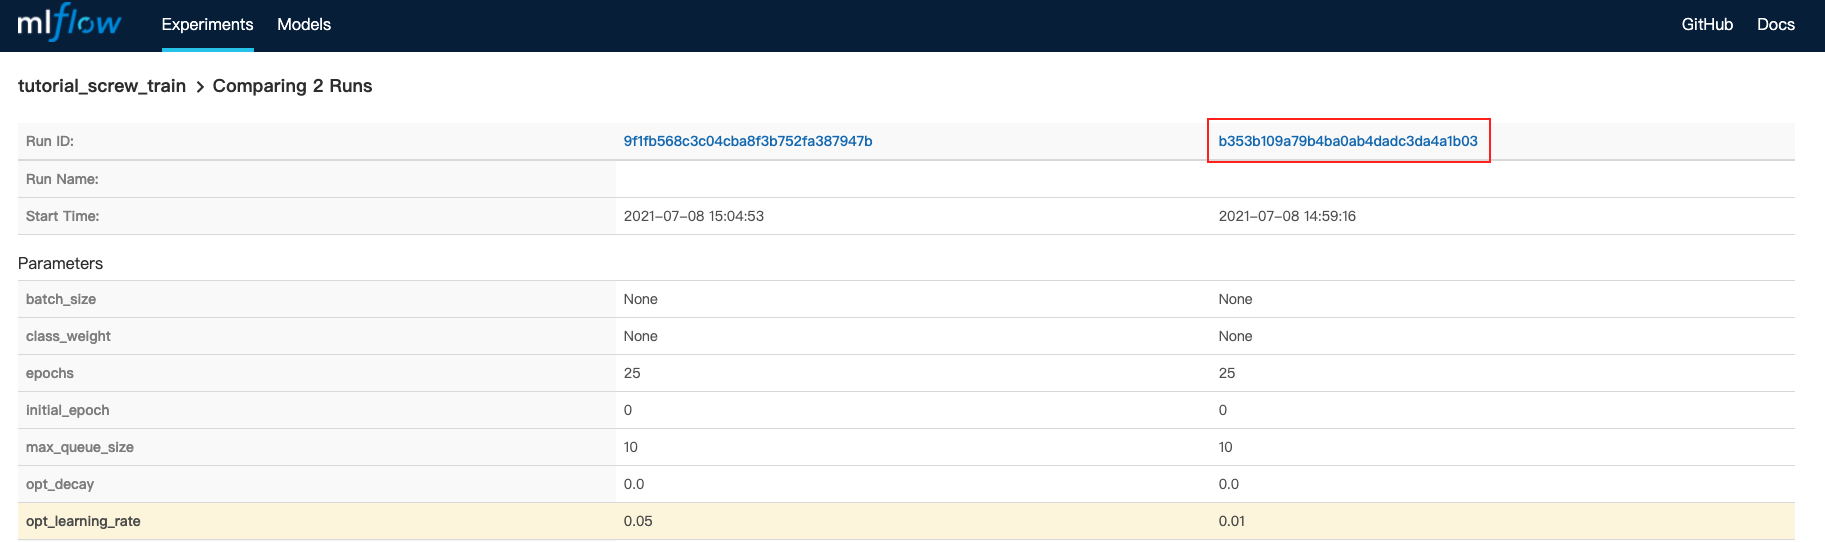 mlflow Experiments Models GitHub Docs
tutorial_screw_train > Comparing 2 Runs
Run ID: 9f1fb568c3c04cba8f3b752fa387947b b353b109a79b4ba0ab4dadc3da4a1b03
Run Name:
Start Time: 2021-07-08 15:04:53 2021-07-08 14:59:16
Parameters
batch_size None None
class_weight None None
epochs 25 25
initial_epoch 0 0
max_queue_size 10 10
opt_decay 0.0 0.0
opt_learning_rate 0.05 0.01